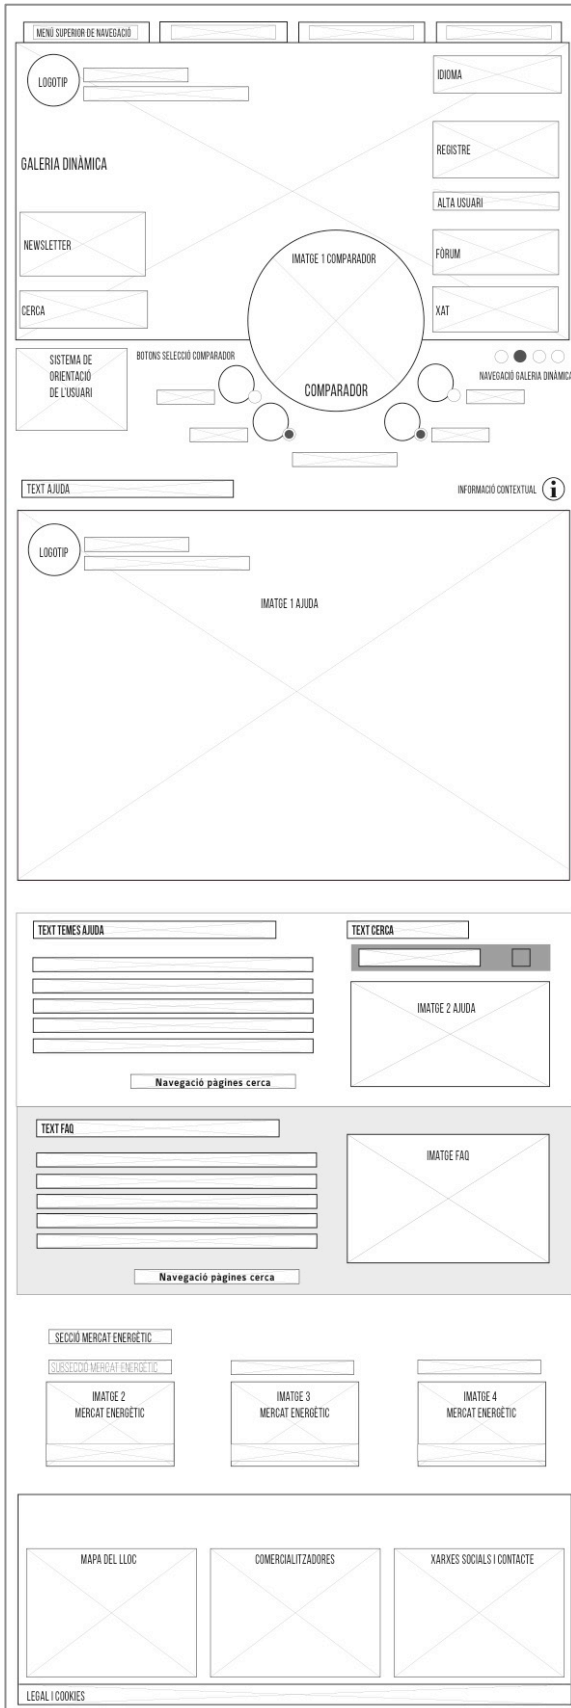 MENÚ SUPERIOR DE NAVEGACIÓ
LOGOTIP
IDIOMA
GALERIA DINÀMICA
REGISTRE
ALTA USUARI
NEWSLETTER
FÒRUM
IMATGE 1 COMPARADOR
CERCA
XAT
SISTEMA DE
ORIENTACIÓ
DE L'USUARI
BOTONS SELECCIÓ COMPARADOR
COMPARADOR
NAVEGACIÓ GALERIA DINÀMICA
TEXT AJUDA
INFORMACIÓ CONTEXTUAL i
LOGOTIP
IMATGE 1 AJUDA
TEXT TEMES AJUDA
TEXT CERCA
IMATGE 2 AJUDA
Navegació pàgines cerca
TEXT FAQ
IMATGE FAQ
Navegació pàgines cerca
SECCIÓ MERCAT ENERGÈTIC
SUBSECCIÓ MERCAT ENERGÈTIC
IMATGE 2
MERCAT ENERGÈTIC
IMATGE 3
MERCAT ENERGÈTIC
IMATGE 4
MERCAT ENERGÈTIC
MAPA DEL LLOC
COMERCIALITZADORES
XARXES SOCIALS I CONTACTE
LEGAL I COOKIES